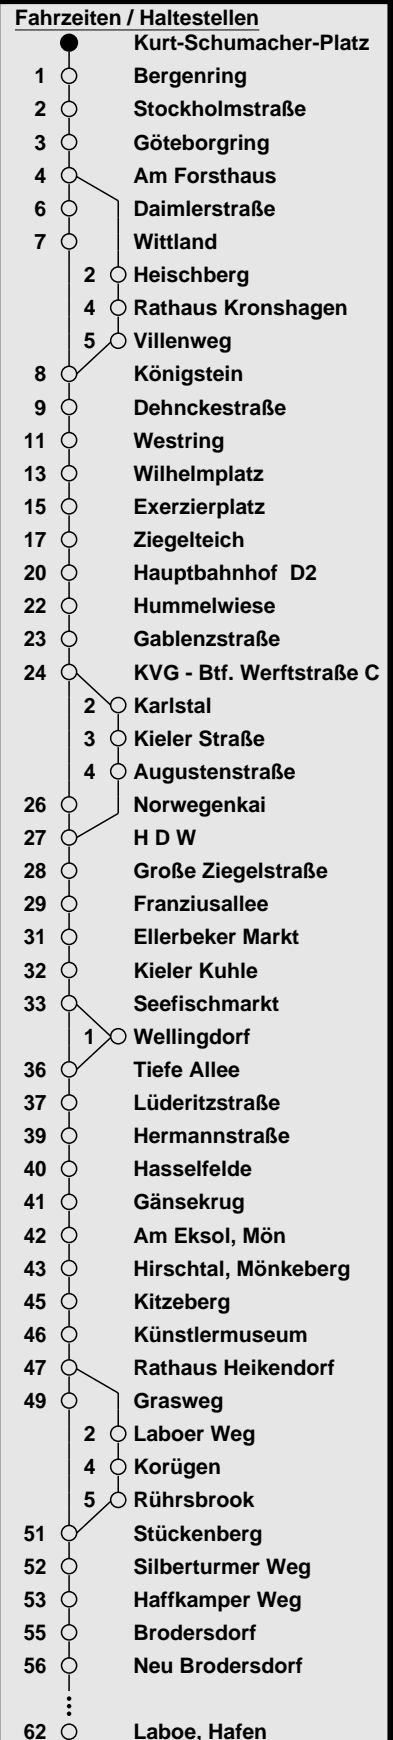 Fahrzeiten / Haltestellen
Kurt-Schumacher-Platz
1 Bergenring
2 Stockholmstraße
3 Göteborgring
4 Am Forsthaus
6 Daimlerstraße
7 Wittland
2 Heischberg
4 Rathaus Kronshagen
5 Villenweg
8 Königstein
9 Dehnckestraße
11 Westring
13 Wilhelmplatz
15 Exerzierplatz
17 Ziegelteich
20 Hauptbahnhof D2
22 Hummelwiese
23 Gablenzstraße
24 KVG - Btf. Werftstraße C
2 Karlstal
3 Kieler Straße
4 Augustenstraße
26 Norwegenkai
27 H D W
28 Große Ziegelstraße
29 Franziusallee
31 Ellerbeker Markt
32 Kieler Kuhle
33 Seefischmarkt
1 Wellingdorf
36 Tiefe Allee
37 Lüderitzstraße
39 Hermannstraße
40 Hasselfelde
41 Gänsekrug
42 Am Eksol, Mön
43 Hirschtal, Mönkeberg
45 Kitzeberg
46 Künstlermuseum
47 Rathaus Heikendorf
49 Grasweg
2 Laboer Weg
4 Korügen
5 Rührsbrook
51 Stückenberg
52 Silberturmer Weg
53 Haffkamper Weg
55 Brodersdorf
56 Neu Brodersdorf
62 Laboe, Hafen